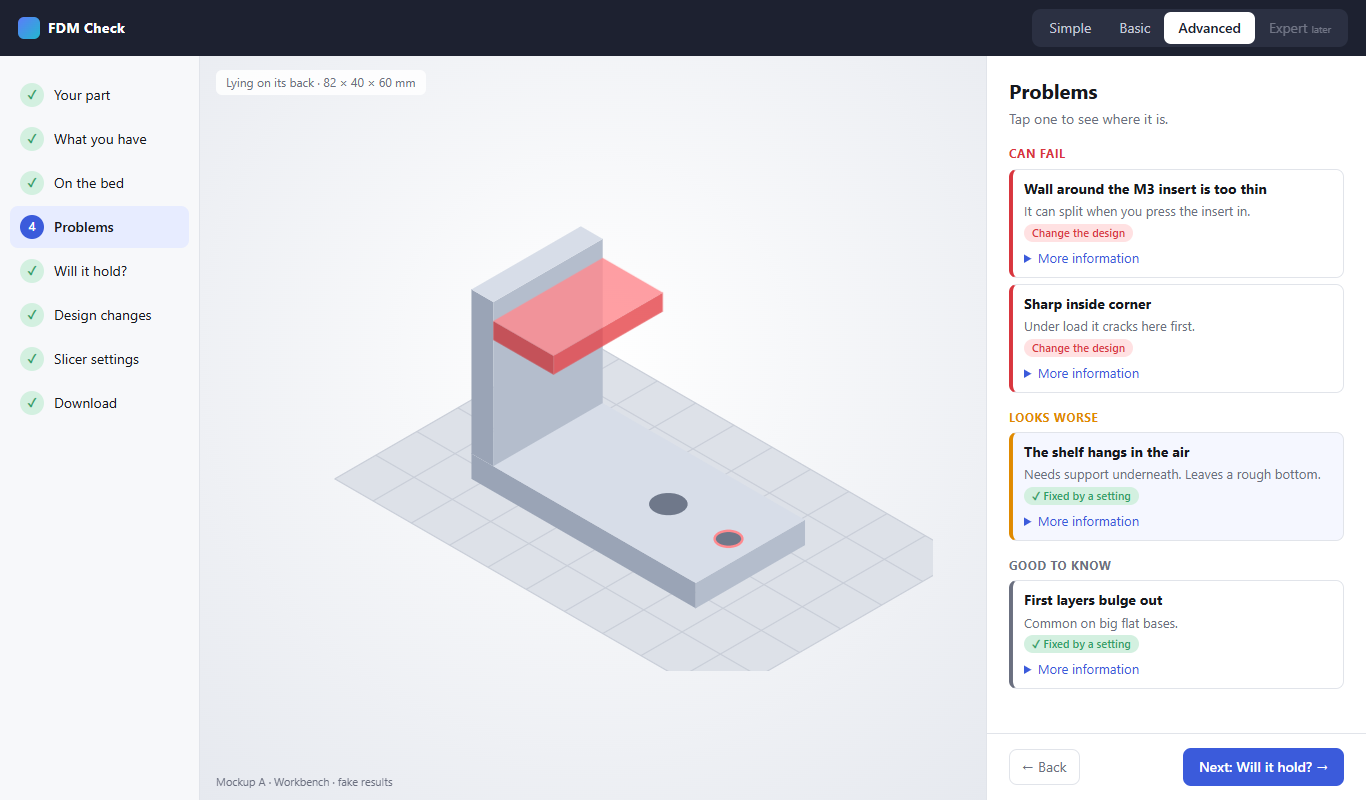 FDM Check
Simple
Basic
Advanced
Expert later
✓ Your part
✓ What you have
✓ On the bed
4 Problems
✓ Will it hold?
✓ Design changes
✓ Slicer settings
✓ Download
Lying on its back · 82 × 40 × 60 mm
Mockup A · Workbench · fake results
Problems
Tap one to see where it is.
CAN FAIL
Wall around the M3 insert is too thin
It can split when you press the insert in.
Change the design
▶ More information
Sharp inside corner
Under load it cracks here first.
Change the design
▶ More information
LOOKS WORSE
The shelf hangs in the air
Needs support underneath. Leaves a rough bottom.
✓ Fixed by a setting
▶ More information
GOOD TO KNOW
First layers bulge out
Common on big flat bases.
✓ Fixed by a setting
▶ More information
← Back
Next: Will it hold? →